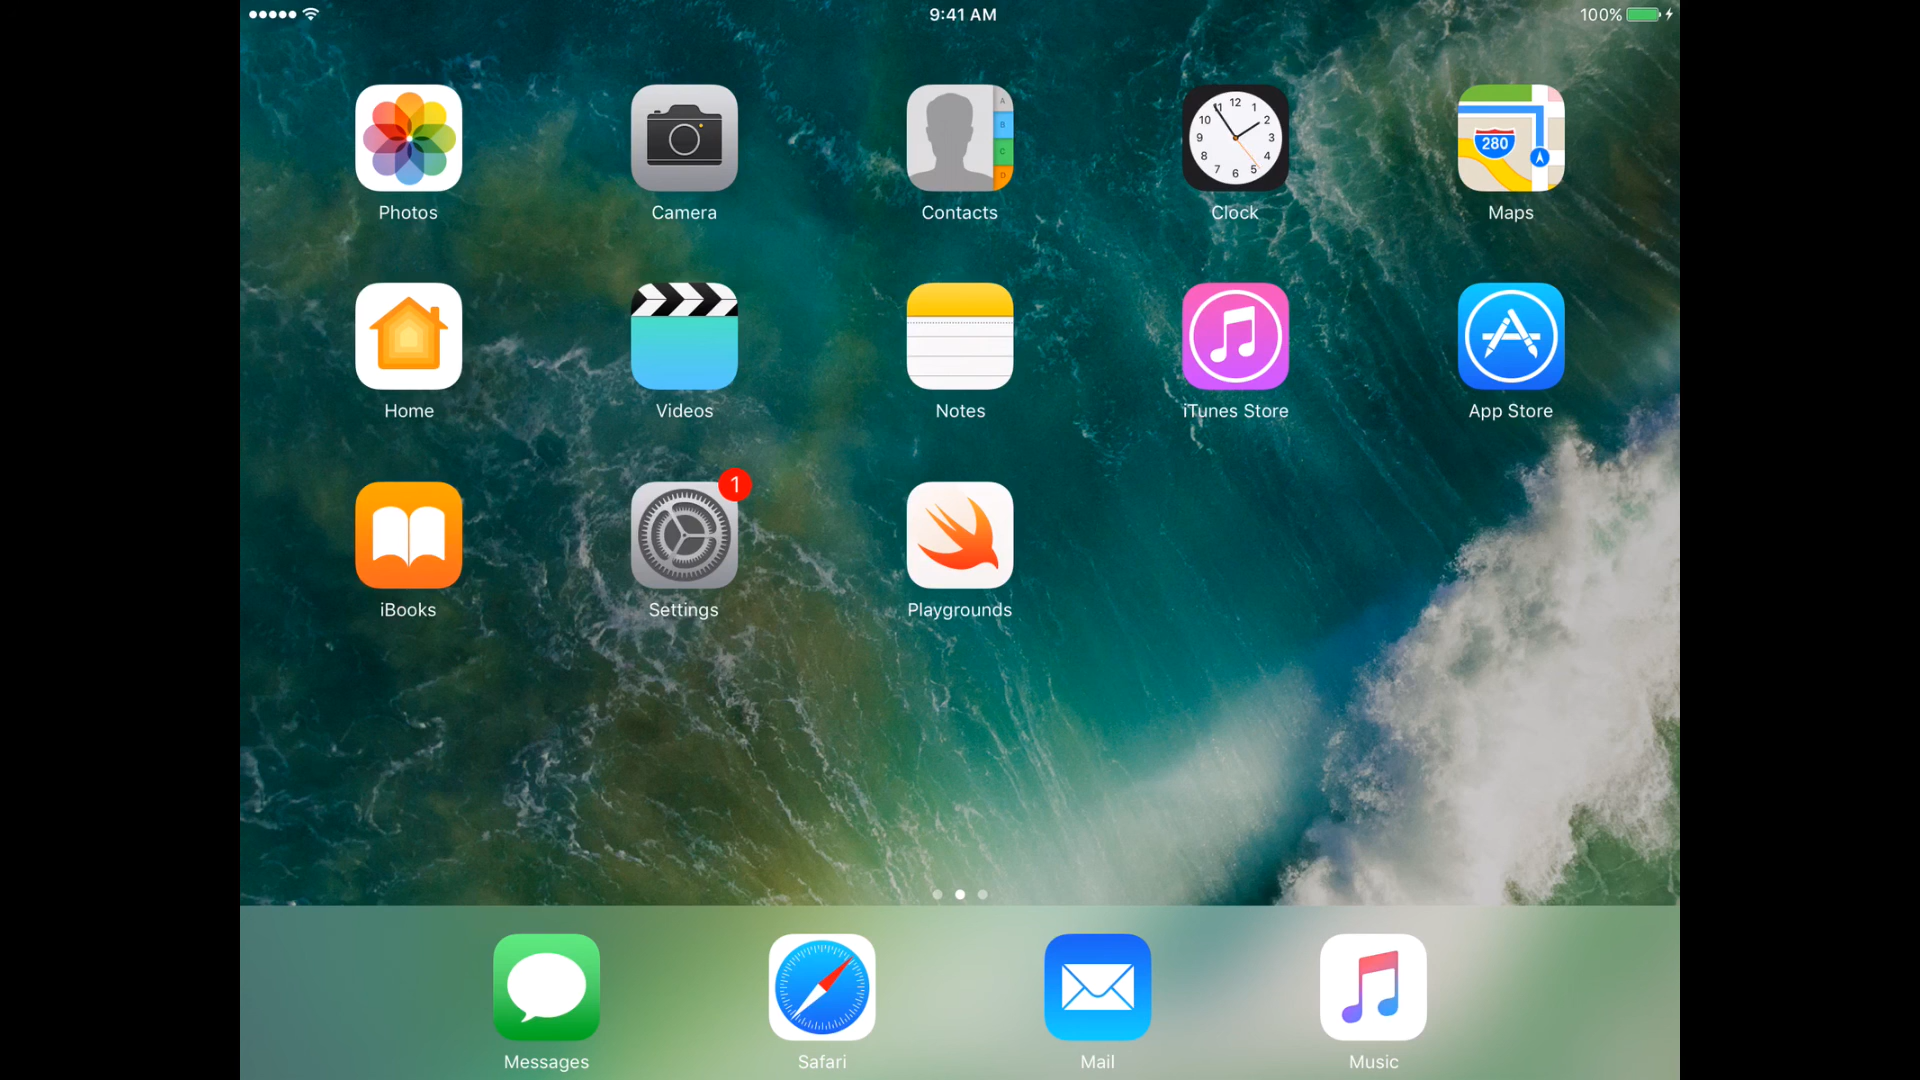 9:41 AM
100%
12
11
1
10
2
9
3
8
4
7
5
6
A
B
C
D
280
Photos
Camera
Contacts
Clock
Maps
Home
Videos
Notes
iTunes Store
App Store
1
iBooks
Settings
Playgrounds
Messages
Safari
Mail
Music